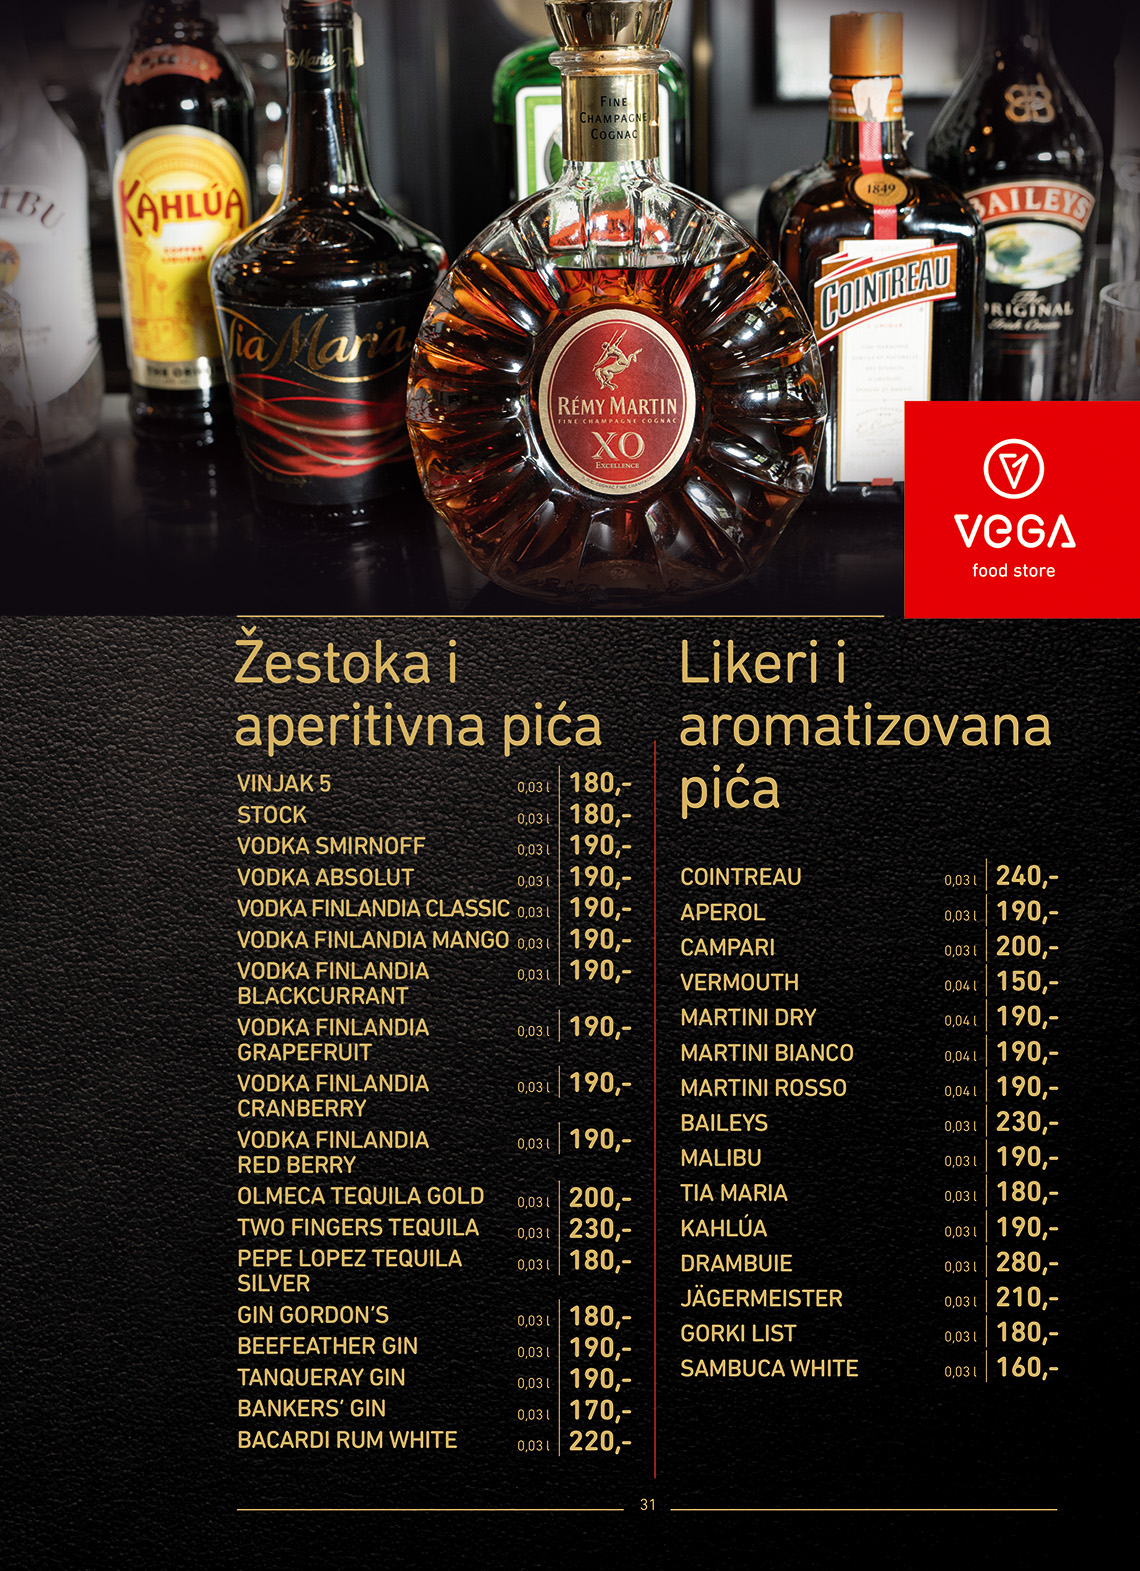 KAHLÚA
COFFEE
LIQUEUR
Tia Maria
Tia Maria
FINE
CHAMPAGNE
COGNAC
RÉMY MARTIN
FINE CHAMPAGNE COGNAC
XO
EXCELLENCE
1849
COINTREAU
BAILEYS
The
ORIGINAL
Irish Cream
VEGA
food store
Žestoka i
aperitivna pića
VINJAK 5 0,03 l 180,-
STOCK 0,03 l 180,-
VODKA SMIRNOFF 0,03 l 190,-
VODKA ABSOLUT 0,03 l 190,-
VODKA FINLANDIA CLASSIC 0,03 l 190,-
VODKA FINLANDIA MANGO 0,03 l 190,-
VODKA FINLANDIA 0,03 l 190,-
BLACKCURRANT
VODKA FINLANDIA 0,03 l 190,-
GRAPEFRUIT
VODKA FINLANDIA 0,03 l 190,-
CRANBERRY
VODKA FINLANDIA 0,03 l 190,-
RED BERRY
OLMECA TEQUILA GOLD 0,03 l 200,-
TWO FINGERS TEQUILA 0,03 l 230,-
PEPE LOPEZ TEQUILA 0,03 l 180,-
SILVER
GIN GORDON'S 0,03 l 180,-
BEEFEATHER GIN 0,03 l 190,-
TANQUERAY GIN 0,03 l 190,-
BANKERS' GIN 0,03 l 170,-
BACARDI RUM WHITE 0,03 l 220,-
Likeri i
aromatizovana
pića
COINTREAU 0,03 l 240,-
APEROL 0,03 l 190,-
CAMPARI 0,03 l 200,-
VERMOUTH 0,04 l 150,-
MARTINI DRY 0,04 l 190,-
MARTINI BIANCO 0,04 l 190,-
MARTINI ROSSO 0,04 l 190,-
BAILEYS 0,03 l 230,-
MALIBU 0,03 l 190,-
TIA MARIA 0,03 l 180,-
KAHLÚA 0,03 l 190,-
DRAMBUIE 0,03 l 280,-
JÄGERMEISTER 0,03 l 210,-
GORKI LIST 0,03 l 180,-
SAMBUCA WHITE 0,03 l 160,-
31